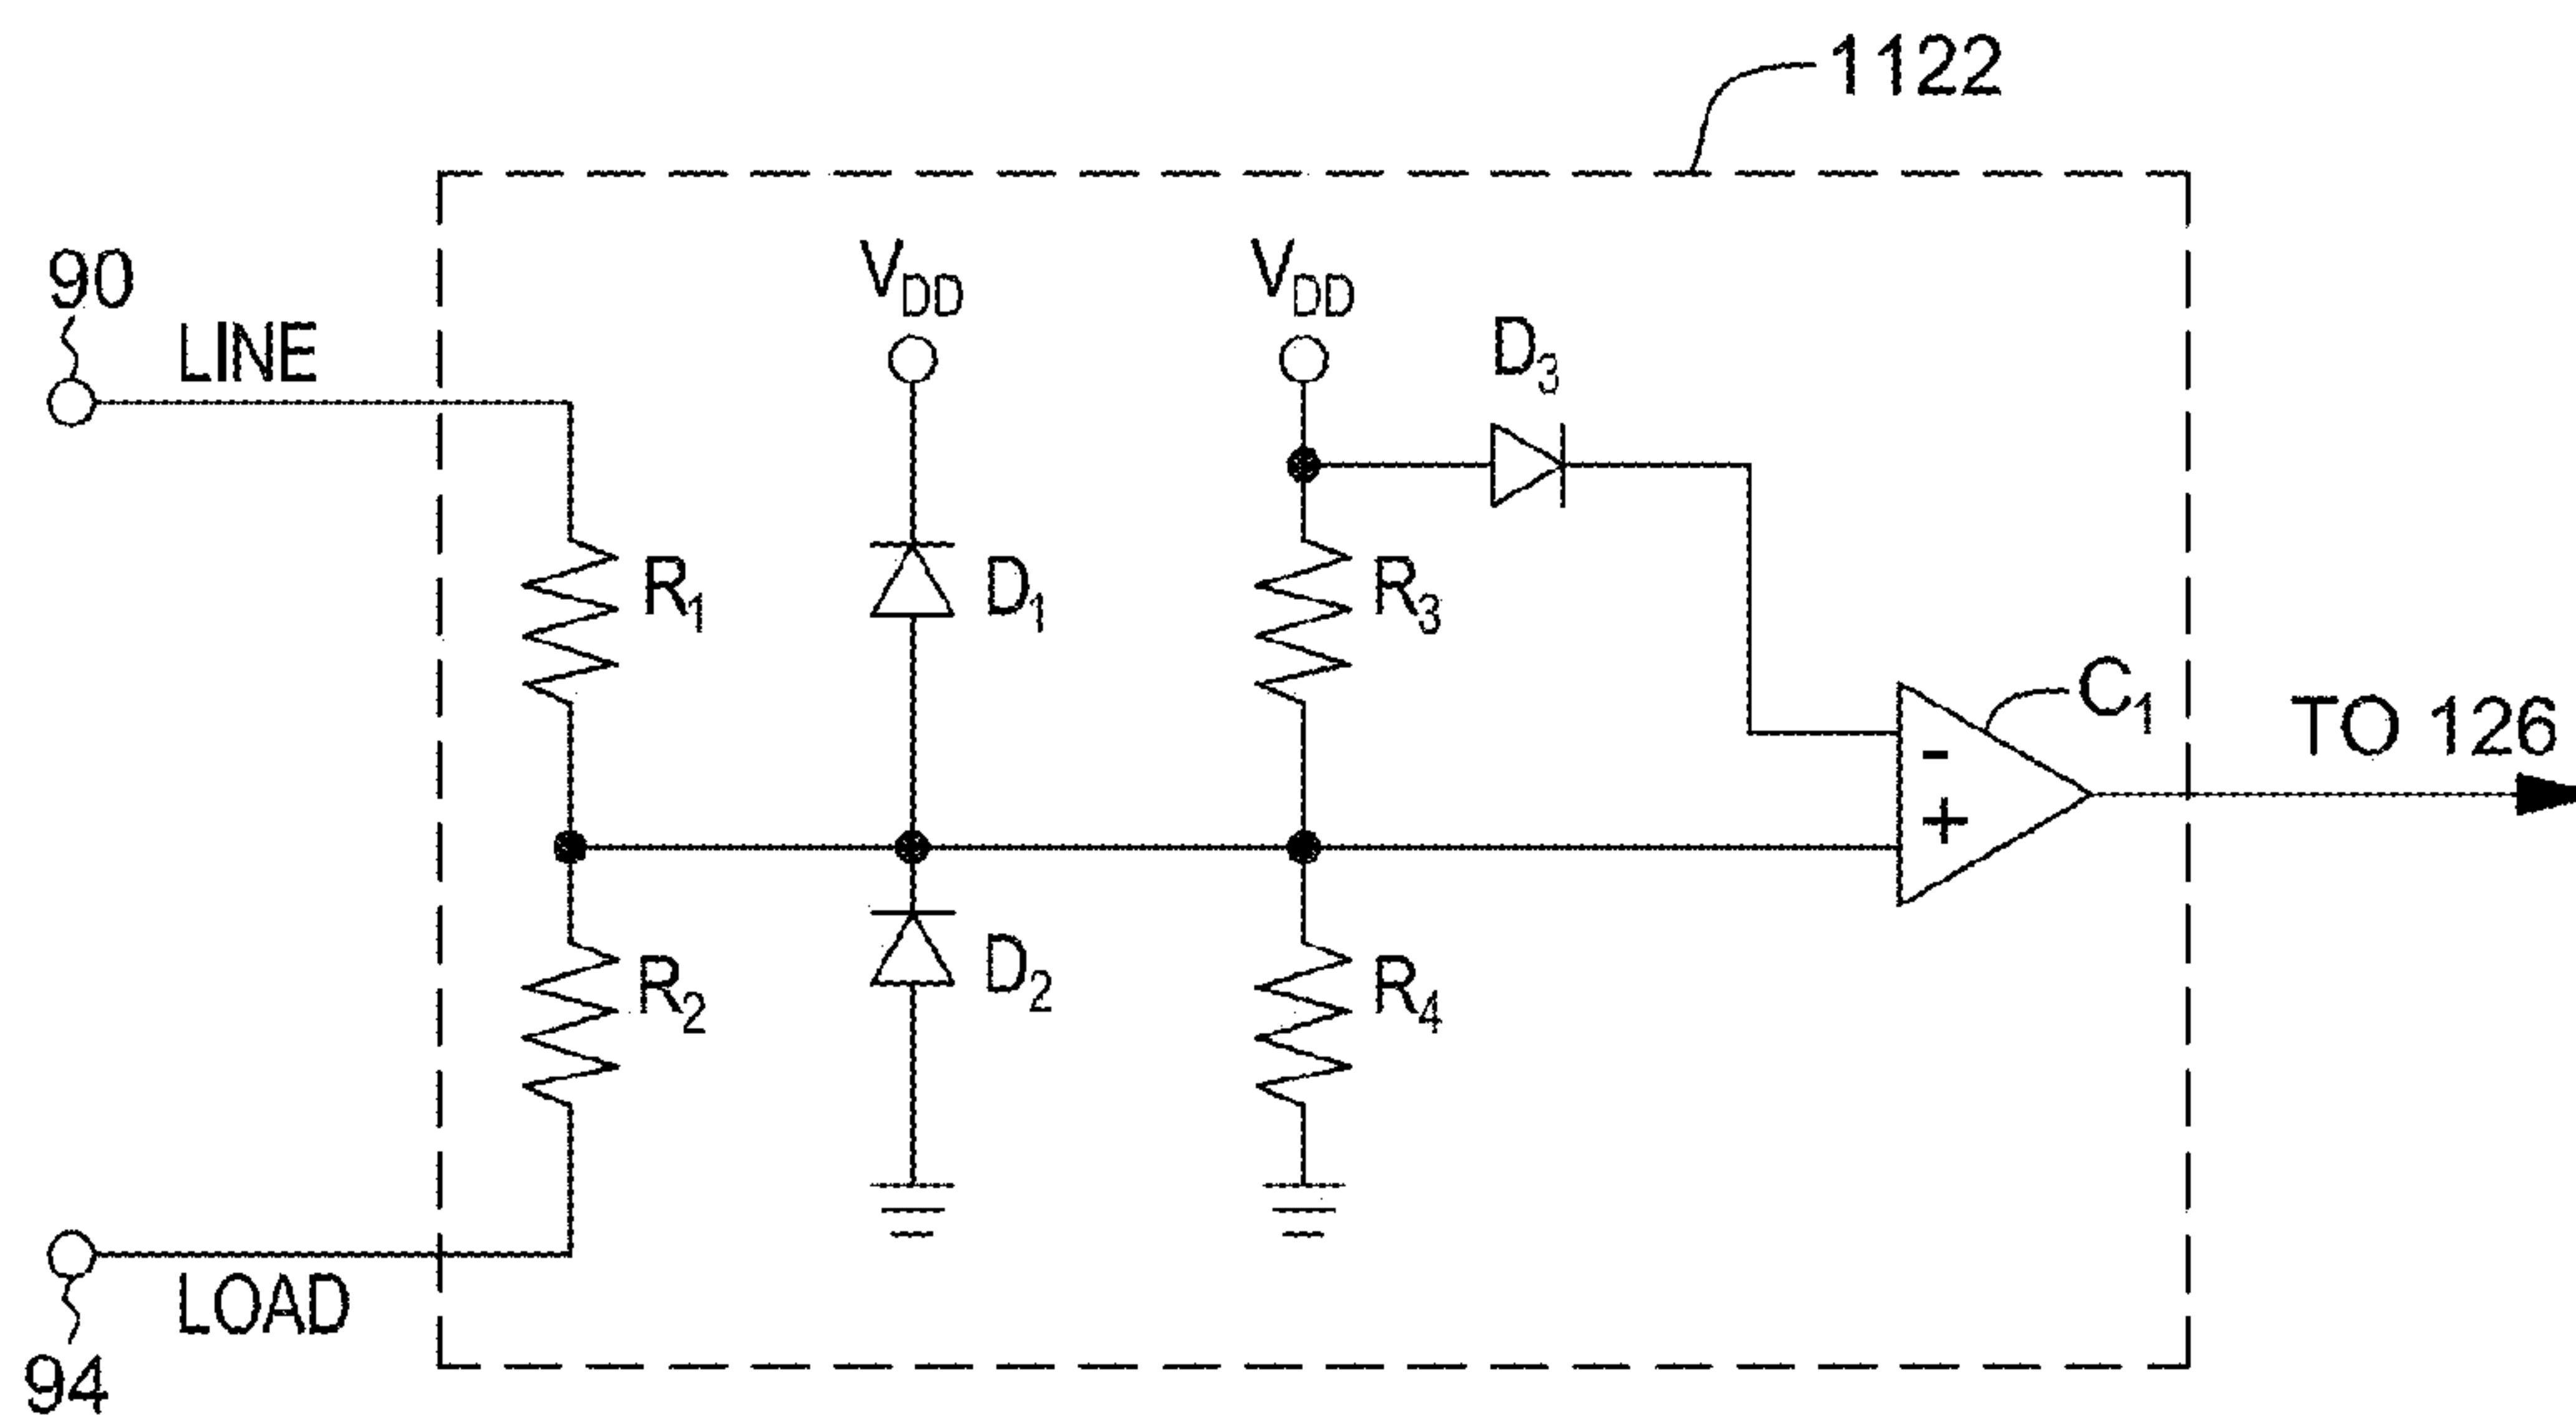 1122
90
LINE
V_DD
V_DD
D_3
R_1
D_1
R_3
C_1
-
+
TO 126
R_2
D_2
R_4
LOAD
94